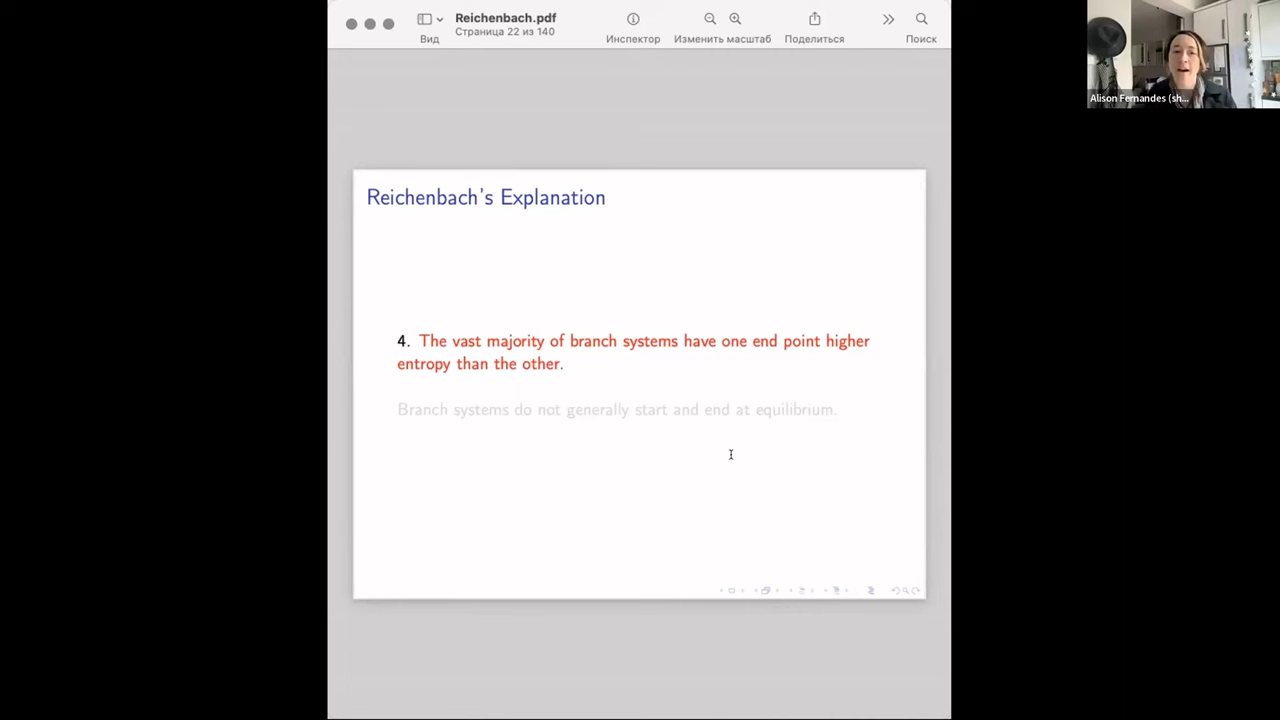 Reichenbach.pdf
Страница 22 из 140
Вид
Инспектор
Изменить масштаб
Поделиться
Поиск
Alison Fernandes (sh...
Reichenbach's Explanation
4. The vast majority of branch systems have one end point higher
entropy than the other.
Branch systems do not generally start and end at equilibrium.